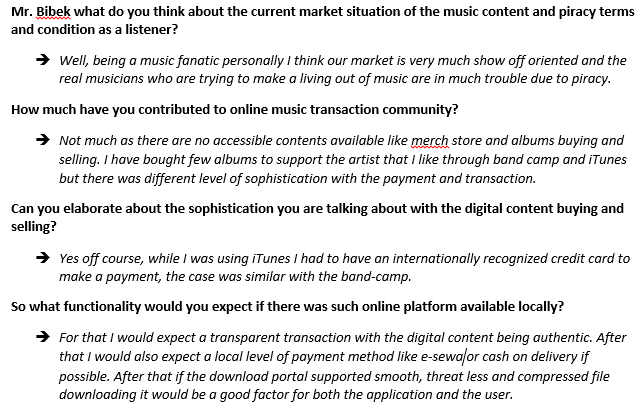 Mr. Bibek what do you think about the current market situation of the music content and piracy terms
and condition as a listener?
➔ Well, being a music fanatic personally I think our market is very much show off oriented and the
real musicians who are trying to make a living out of music are in much trouble due to piracy.
How much have you contributed to online music transaction community?
➔ Not much as there are no accessible contents available like merch store and albums buying and
selling. I have bought few albums to support the artist that I like through band camp and iTunes
but there was different level of sophistication with the payment and transaction.
Can you elaborate about the sophistication you are talking about with the digital content buying and
selling?
➔ Yes off course, while I was using iTunes I had to have an internationally recognized credit card to
make a payment, the case was similar with the band-camp.
So what functionality would you expect if there was such online platform available locally?
➔ For that I would expect a transparent transaction with the digital content being authentic. After
that I would also expect a local level of payment method like e-sewa/or cash on delivery if
possible. After that if the download portal supported smooth, threat less and compressed file
downloading it would be a good factor for both the application and the user.